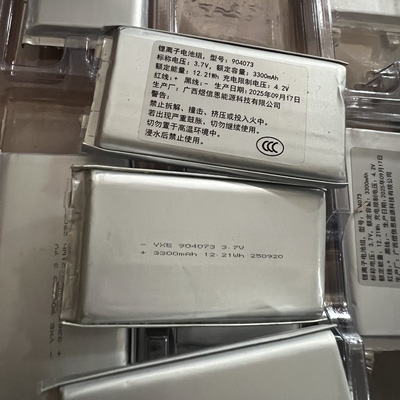 锂离子电池组，型号：904073
标称电压：3.7V，额定容量：3300mAh
额定能量：12.21Wh 充电限制电压：4.2V
红线：+ 黑线：- 生产日期：2025年09月17日
生产厂：广西煜信恩能源科技有限公司
警告：
禁止拆解、撞击、挤压或投入火中。
若出现严重鼓胀、切勿继续使用。
切勿置于高温环境中。
浸水后禁止使用。
CCC
- YXE 904073 3.7V
+ 3300mAh 12.21Wh 250920
- YXE 90
+ 3300mAh